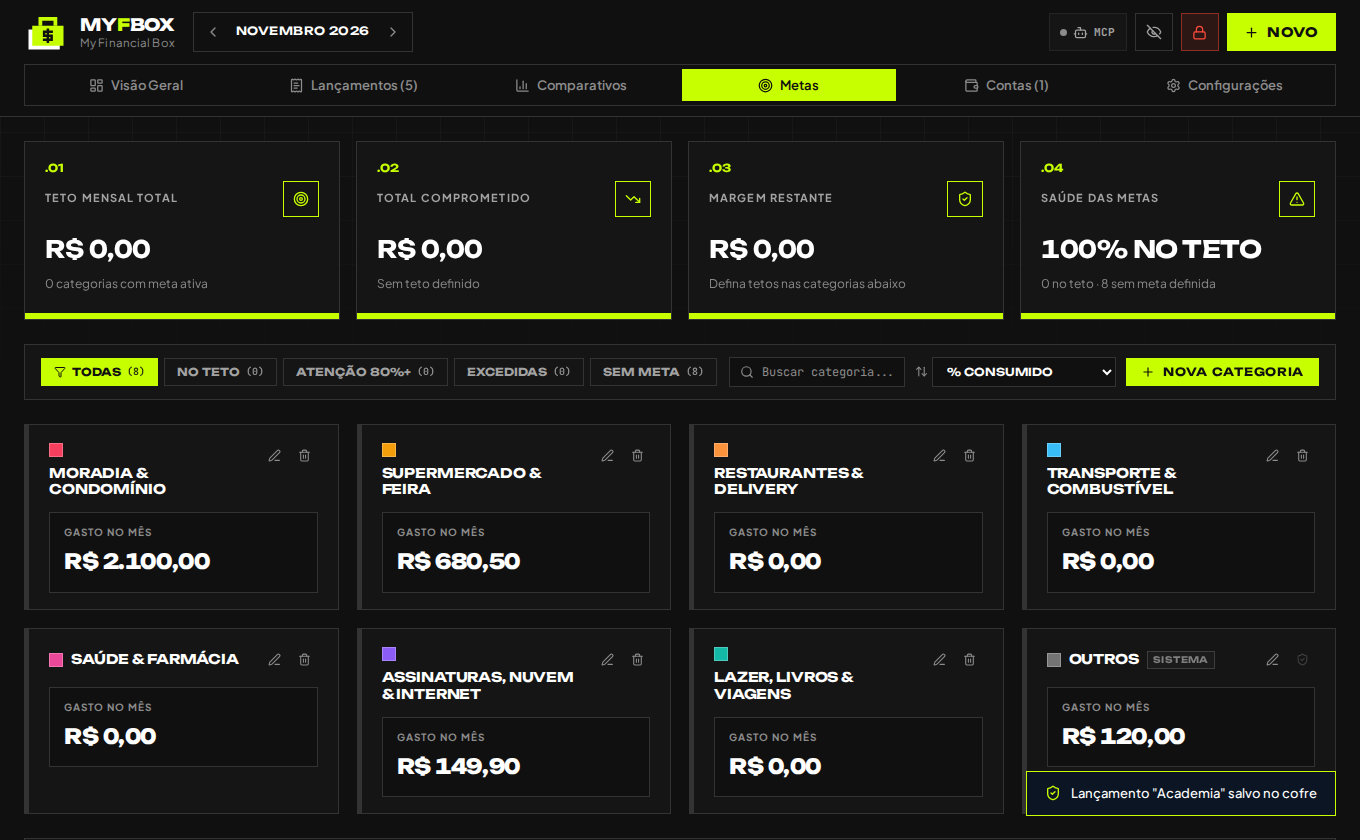 MYFBOX
MyFinancialBox
NOVEMBRO 2026
MCP
+ NOVO
Visão Geral
Lançamentos (5)
Comparativos
Metas
Contas (1)
Configurações
.01
TETO MENSAL TOTAL
R$ 0,00
0 categorias com meta ativa
.02
TOTAL COMPROMETIDO
R$ 0,00
Sem teto definido
.03
MARGEM RESTANTE
R$ 0,00
Defina tetos nas categorias abaixo
.04
SAÚDE DAS METAS
100% NO TETO
0 no teto · 8 sem meta definida
TODAS (8)
NO TETO (0)
ATENÇÃO 80%+ (0)
EXCEDIDAS (0)
SEM META (8)
Buscar categoria...
% CONSUMIDO
+ NOVA CATEGORIA
MORADIA &
CONDOMÍNIO
GASTO NO MÊS
R$ 2.100,00
SUPERMERCADO &
FEIRA
GASTO NO MÊS
R$ 680,50
RESTAURANTES &
DELIVERY
GASTO NO MÊS
R$ 0,00
TRANSPORTE &
COMBUSTÍVEL
GASTO NO MÊS
R$ 0,00
SAÚDE & FARMÁCIA
GASTO NO MÊS
R$ 0,00
ASSINATURAS, NUVEM
& INTERNET
GASTO NO MÊS
R$ 149,90
LAZER, LIVROS &
VIAGENS
GASTO NO MÊS
R$ 0,00
OUTROS
SISTEMA
GASTO NO MÊS
R$ 120,00
Lançamento "Academia" salvo no cofre